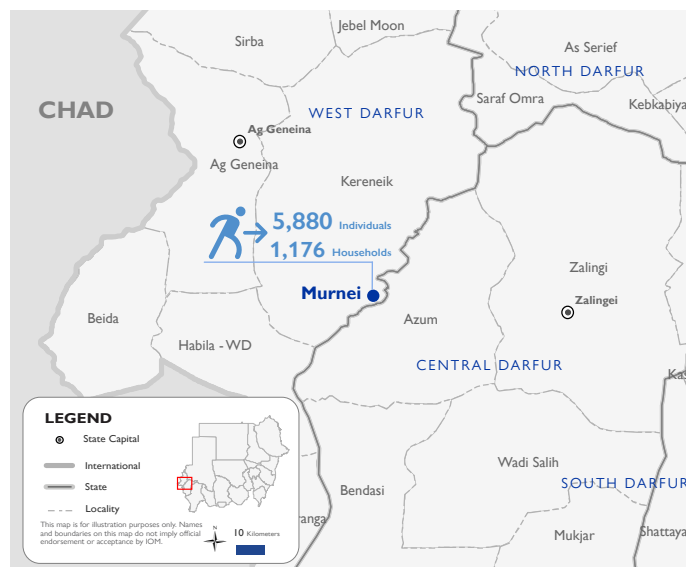 Jebel Moon
Sirba
As Serief
NORTH DARFUR
CHAD
Saraf Omra
Kebkabiya
WEST DARFUR
Ag Geneina
Ag Geneina
Kereneik
5,880 Individuals
1,176 Households
Zalingi
Murnei
Zalingei
Beida
Azum
Habila - WD
CENTRAL DARFUR
Kas
LEGEND
State Capital
International
State
Locality
This map is for illustration purposes only. Names
and boundaries on this map do not imply official
endorsement or acceptance by IOM.
N
10 Kilometers
Wadi Salih
SOUTH DARFUR
Bendasi
anga
Mukjar
Shattaya